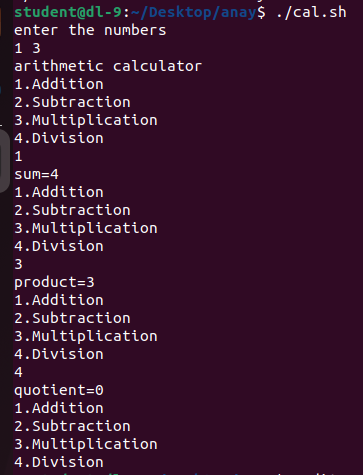 student@dl-9:~/Desktop/anay$ ./cal.sh
enter the numbers
1 3
arithmetic calculator
1.Addition
2.Subtraction
3.Multiplication
4.Division
1
sum=4
1.Addition
2.Subtraction
3.Multiplication
4.Division
3
product=3
1.Addition
2.Subtraction
3.Multiplication
4.Division
4
quotient=0
1.Addition
2.Subtraction
3.Multiplication
4.Division